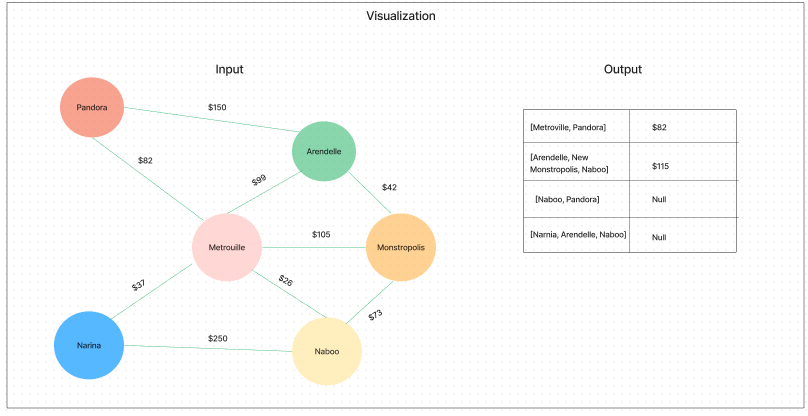 Visualization
Input
Output
Pandora
$150
Arendelle
$82
$99
$42
Metrouille
$105
Monstropolis
$37
$26
$73
Narina
$250
Naboo
[Metroville, Pandora]
$82
[Arendelle, New
Monstropolis, Naboo]
$115
[Naboo, Pandora]
Null
[Narnia, Arendelle, Naboo]
Null